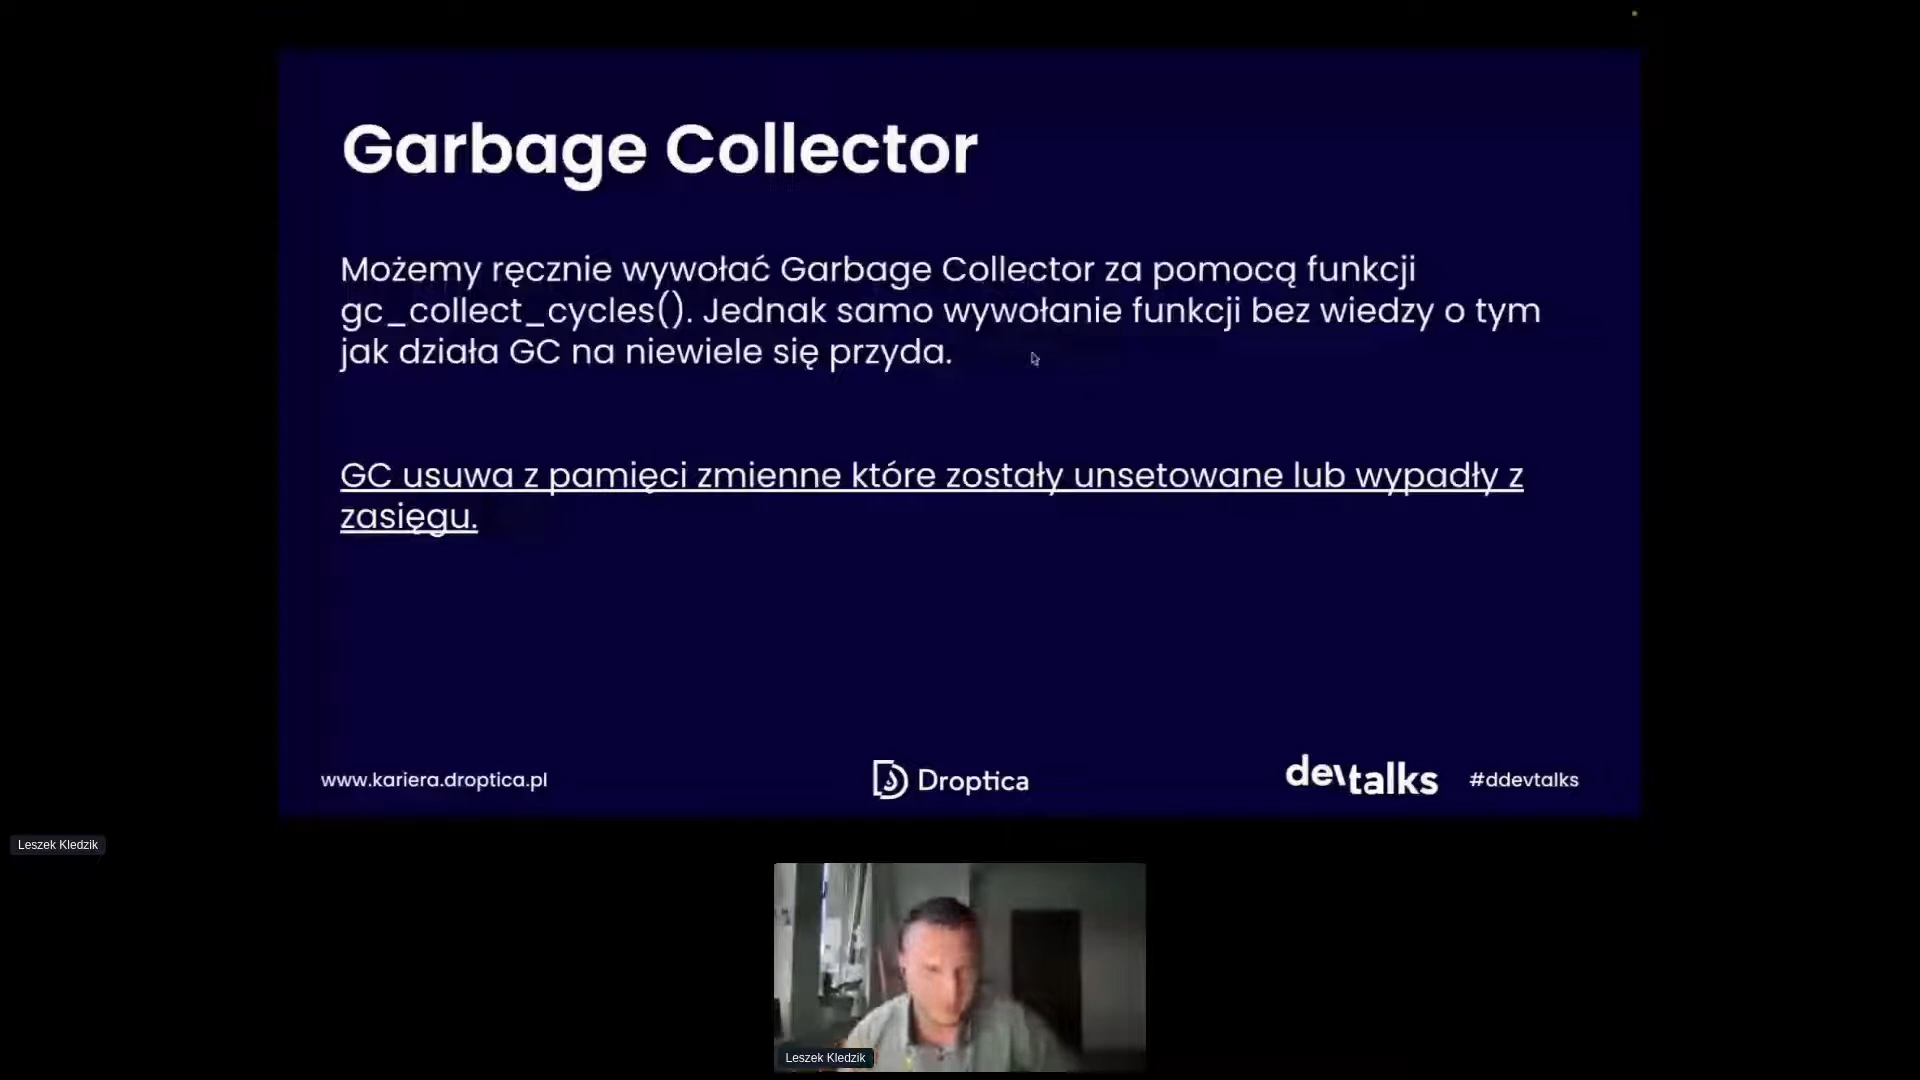 Garbage Collector
Możemy ręcznie wywołać Garbage Collector za pomocą funkcji
gc_collect_cycles(). Jednak samo wywołanie funkcji bez wiedzy o tym
jak działa GC na niewiele się przyda.
GC usuwa z pamięci zmienne które zostały unsetowane lub wypadły z
zasięgu.
www.kariera.droptica.pl
Droptica
devtalks
#ddevtalks
Leszek Kledzik
Leszek Kledzik